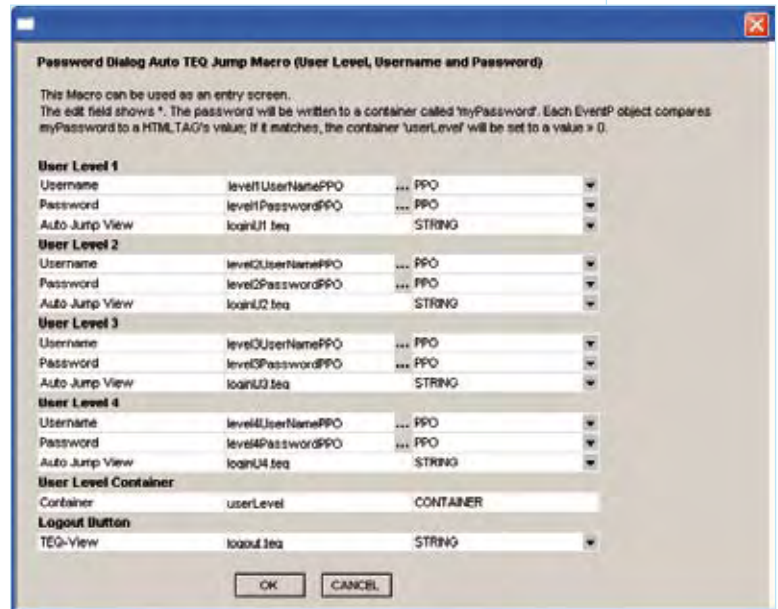 Password Dialog Auto TEQ Jump Macro (User Level, Username and Password)
This Macro can be used as an entry screen.
The edit field shows *. The password will be written to a container called 'myPassword'. Each EventP object compares
myPassword to a HTMLTAG's value; If it matches, the container 'userLevel' will be set to a value > 0.
User Level 1
Username level1UserNamePPO ... PPO
Password level1PasswordPPO ... PPO
Auto Jump View loginU1.teq STRING
User Level 2
Username level2UserNamePPO ... PPO
Password level2PasswordPPO ... PPO
Auto Jump View loginU2.teq STRING
User Level 3
Username level3UserNamePPO ... PPO
Password level3PasswordPPO ... PPO
Auto Jump View loginU3.teq STRING
User Level 4
Username level4UserNamePPO ... PPO
Password level4PasswordPPO ... PPO
Auto Jump View loginU4.teq STRING
User Level Container
Container userLevel CONTAINER
Logout Button
TEQ-View logout.teq STRING
OK CANCEL